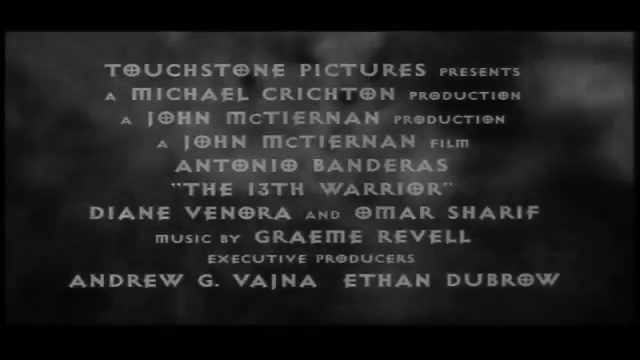 TOUCHSTONE PICTURES PRESENTS
A MICHAEL CRICHTON PRODUCTION
A JOHN McTIERNAN PRODUCTION
A JOHN McTIERNAN FILM
ANTONIO BANDERAS
"THE 13TH WARRIOR"
DIANE VENORA AND OMAR SHARIF
MUSIC BY GRAEME REVELL
EXECUTIVE PRODUCERS
ANDREW G. VAJNA ETHAN DUBROW